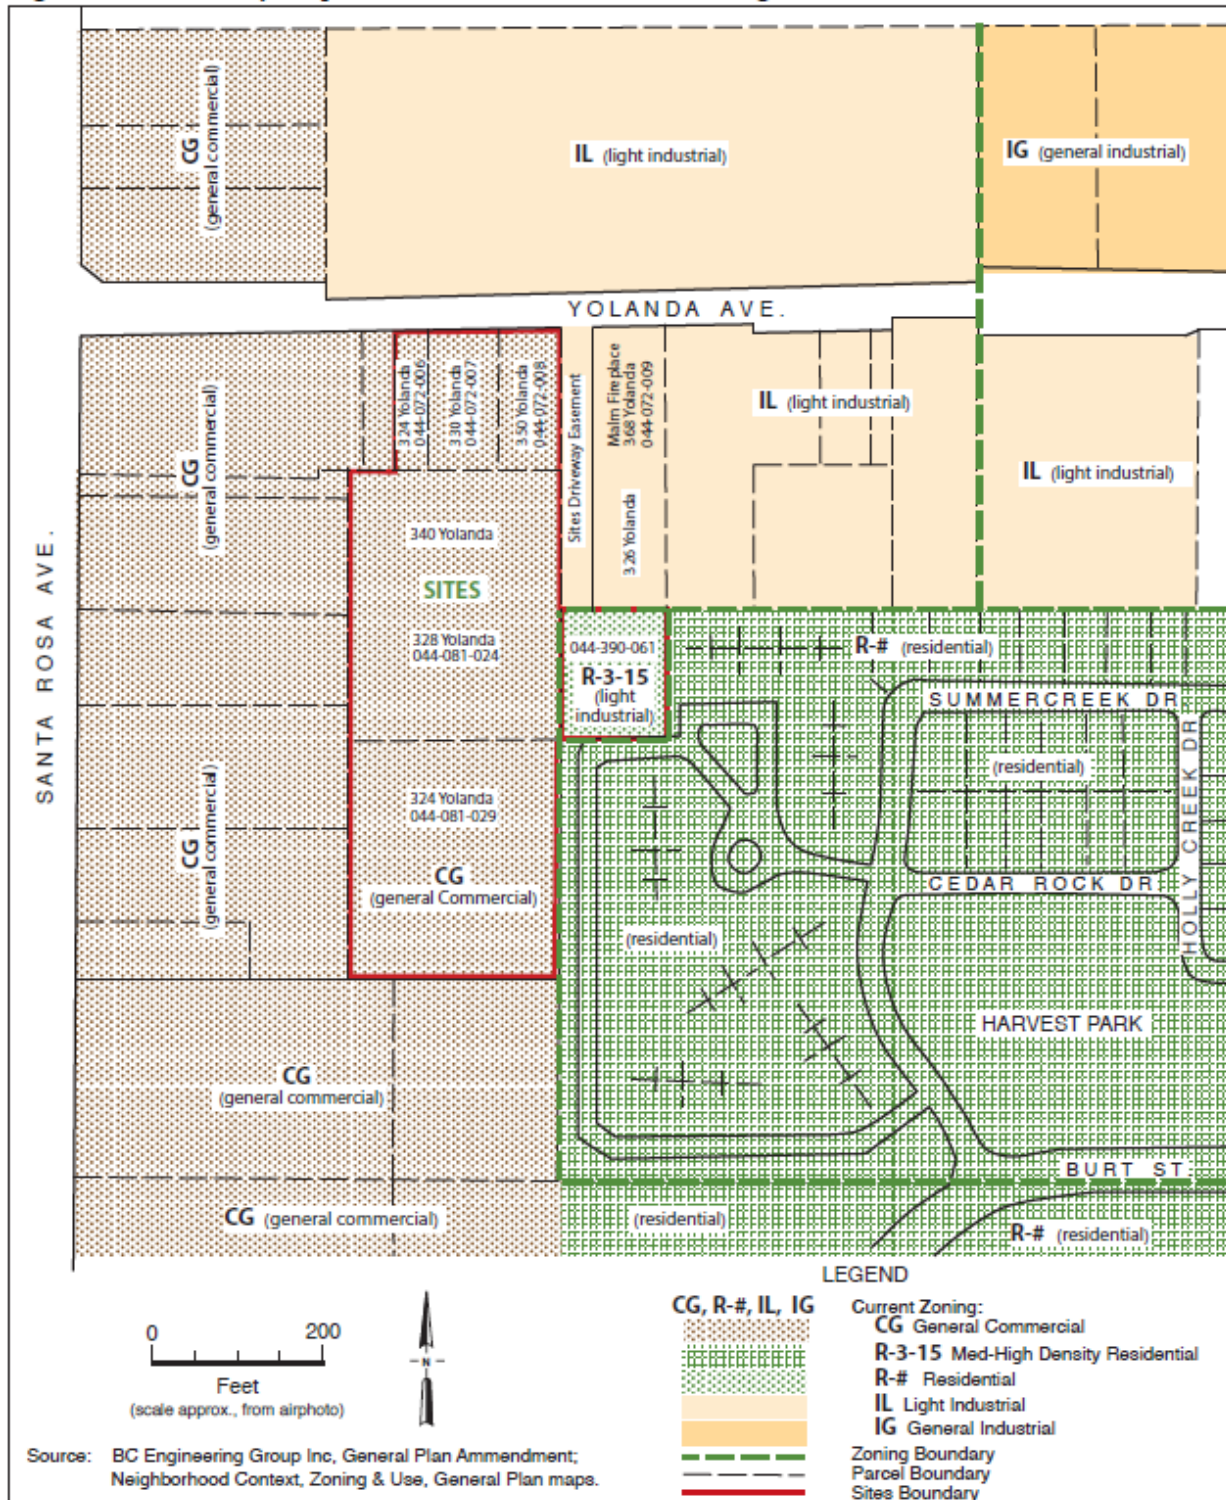 CG
(general commercial)
IL (light industrial)
IG (general industrial)
YOLANDA AVE.
SANTA ROSA AVE.
CG
(general commercial)
324 Yolanda
044-072-006
330 Yolanda
044-072-007
350 Yolanda
044-072-008
Sites Driveway Easement
Malm Fireplace
368 Yolanda
044-072-009
326 Yolanda
IL (light industrial)
IL (light industrial)
340 Yolanda
SITES
328 Yolanda
044-081-024
044-390-061
R-3-15
(light
industrial)
R-# (residential)
SUMMERCREEK DR
(residential)
HOLLY CREEK DR
CEDAR ROCK DR
CG
(general commercial)
324 Yolanda
044-081-029
CG
(general Commercial)
(residential)
HARVEST PARK
CG
(general commercial)
BURT ST
CG (general commercial)
(residential)
R-# (residential)
LEGEND
CG, R-#, IL, IG
Current Zoning:
CG General Commercial
R-3-15 Med-High Density Residential
R-# Residential
IL Light Industrial
IG General Industrial
Zoning Boundary
Parcel Boundary
Sites Boundary
0 200
Feet
(scale approx., from airphoto)
N
Source: BC Engineering Group Inc, General Plan Ammendment;
Neighborhood Context, Zoning & Use, General Plan maps.